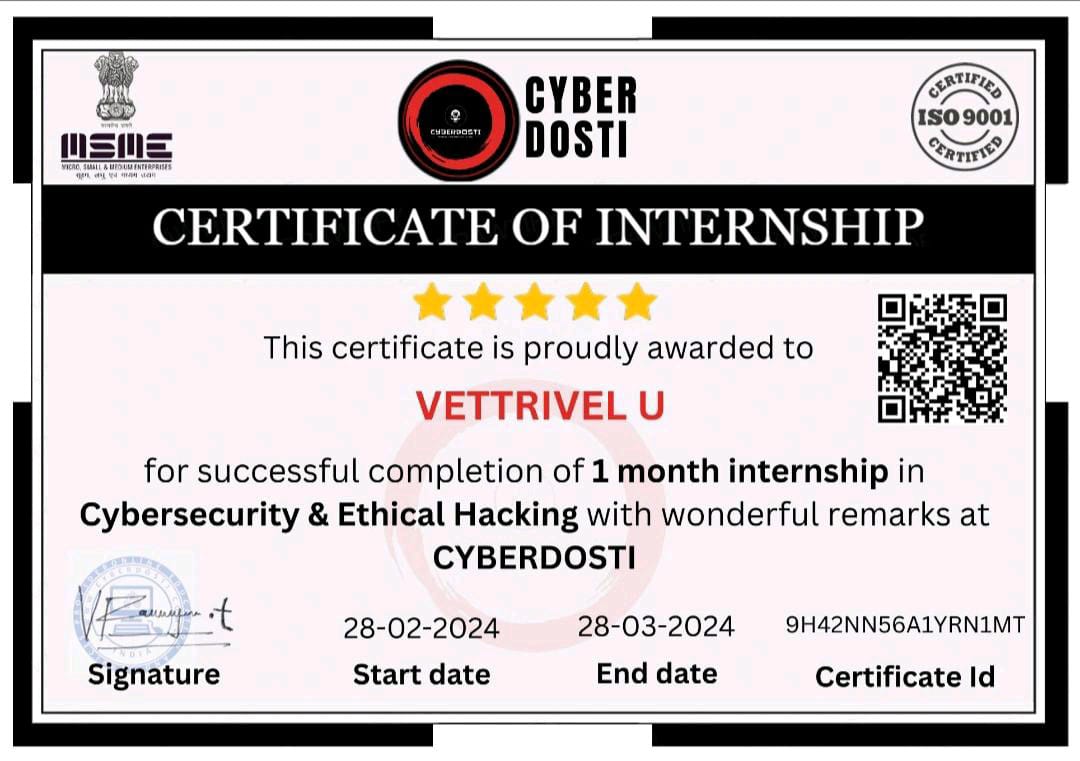 सत्यमेव जयते
MSME
MICRO, SMALL & MEDIUM ENTERPRISES
सूक्ष्म, लघु एवं मध्यम उद्यम
CYBERDOSTI
CYBER
DOSTI
CERTIFIED
ISO 9001
CERTIFIED
CERTIFICATE OF INTERNSHIP
This certificate is proudly awarded to
VETTRIVEL U
for successful completion of 1 month internship in
Cybersecurity & Ethical Hacking with wonderful remarks at
CYBERDOSTI
CYBERDOSTI
INDIA
28-02-2024
28-03-2024
9H42NN56A1YRN1MT
Signature
Start date
End date
Certificate Id